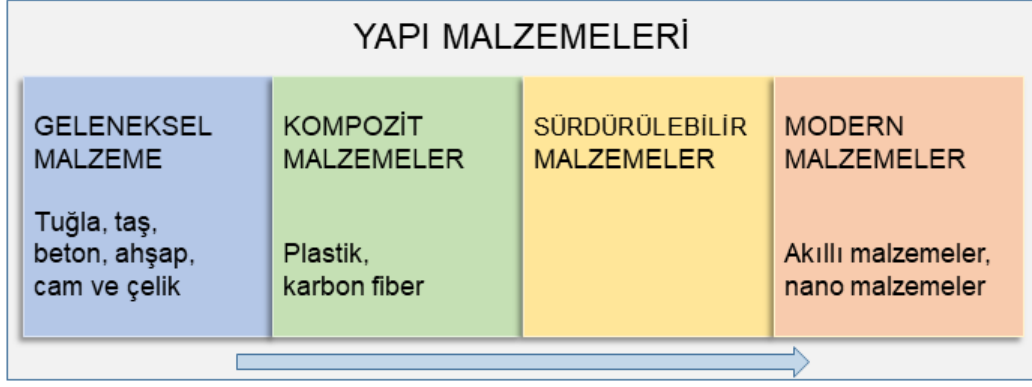 YAPI MALZEMELERİ
GELENEKSEL
MALZEME
Tuğla, taş,
beton, ahşap,
cam ve çelik
KOMPOZİT
MALZEMELER
Plastik,
karbon fiber
SÜRDÜRÜLEBİLİR
MALZEMELER
MODERN
MALZEMELER
Akıllı malzemeler,
nano malzemeler